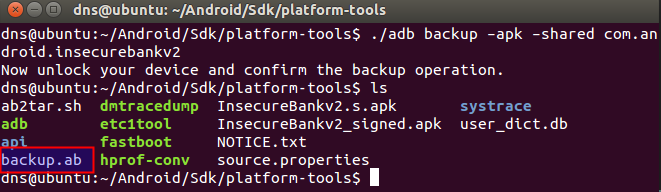 dns@ubuntu: ~/Android/Sdk/platform-tools
dns@ubuntu:~/Android/Sdk/platform-tools$ ./adb backup -apk -shared com.an
droid.insecurebankv2
Now unlock your device and confirm the backup operation.
dns@ubuntu:~/Android/Sdk/platform-tools$ ls
ab2tar.sh dmtracedump InsecureBankv2.s.apk systrace
adb etc1tool InsecureBankv2_signed.apk user_dict.db
api fastboot NOTICE.txt
backup.ab hprof-conv source.properties
dns@ubuntu:~/Android/Sdk/platform-tools$